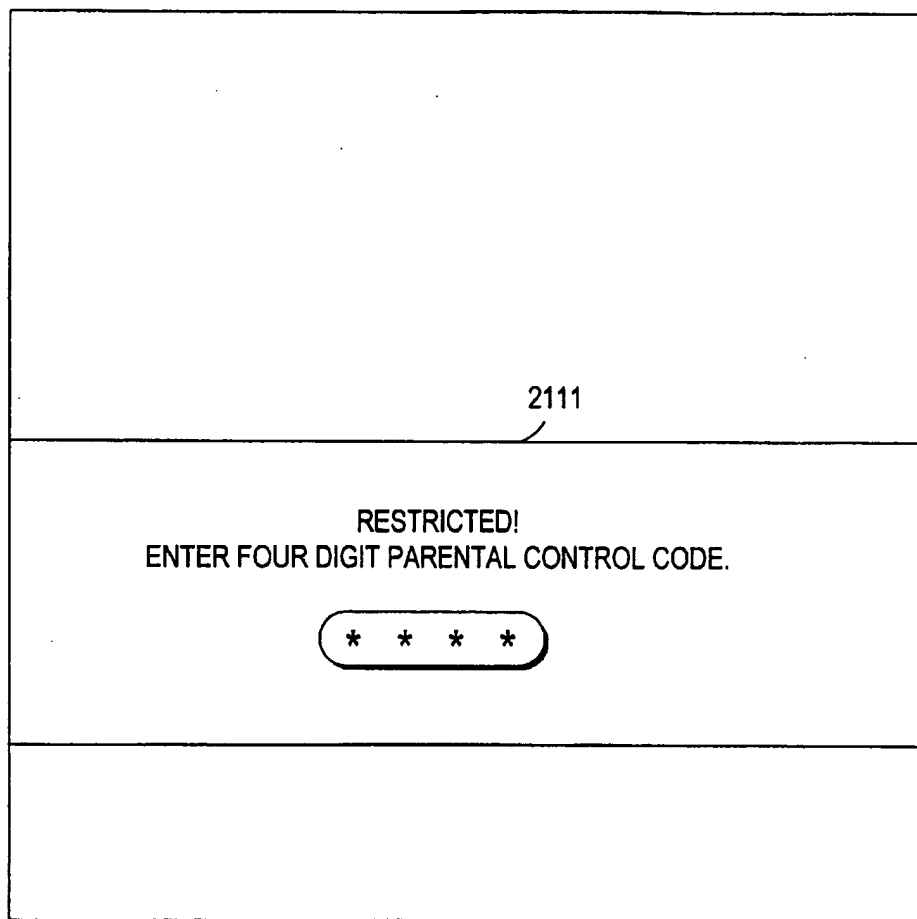 2111
RESTRICTED!
ENTER FOUR DIGIT PARENTAL CONTROL CODE.
* * * *